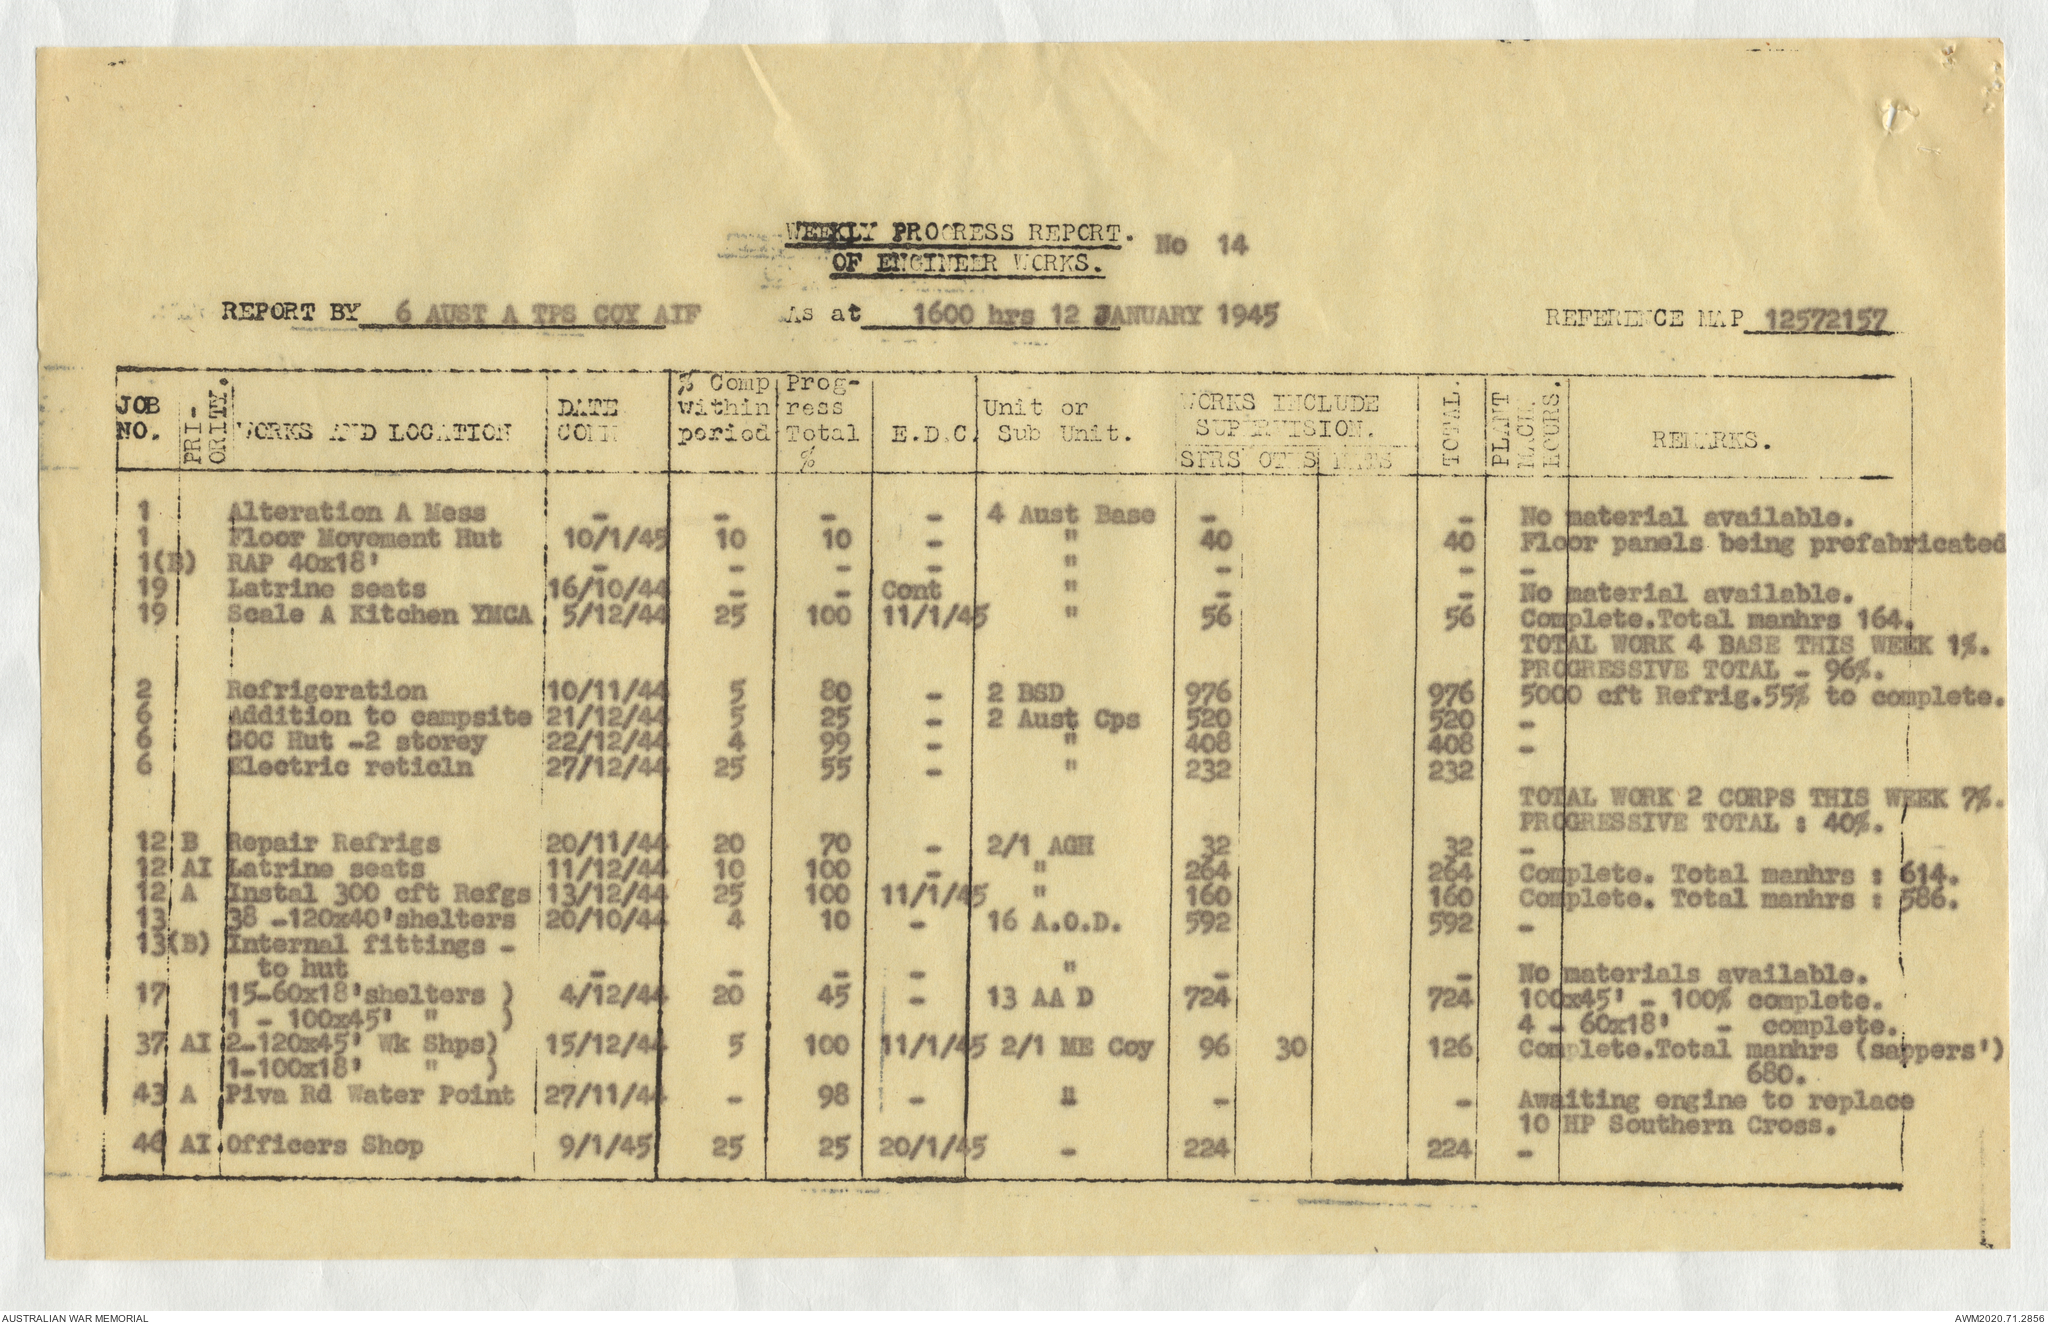 WEEKLY PROGRESS REPORT. No 14
OF ENGINEER WORKS.
REPORT BY 6 AUST A TPS COY AIF As at 1600 hrs 12 JANUARY 1945 REFERENCE MAP 12572157
JOB NO. PRI-ORITY. WORKS AND LOCATION DATE COMM % Comp within period Prog-ress Total % E.D.C. Unit or Sub Unit. WORKS INCLUDE SUPERVISION. SPRS OTHS NATS TOTAL. PLANT MACH. HOURS. REMARKS.
1 Alteration A Mess - - - - 4 Aust Base - - No material available.
1 Floor Movement Hut 10/1/45 10 10 - " 40 40 Floor panels being prefabricated
1(B) RAP 40x18' - - - - " - - -
19 Latrine seats 16/10/44 - - Cont " - - No material available.
19 Scale A Kitchen YMCA 5/12/44 25 100 11/1/45 " 56 56 Complete.Total manhrs 164.
TOTAL WORK 4 BASE THIS WEEK 1%.
PROGRESSIVE TOTAL - 96%.
2 Refrigeration 10/11/44 5 80 - 2 BSD 976 976 5000 cft Refrig.55% to complete.
6 Addition to campsite 21/12/44 5 25 - 2 Aust Cps 520 520 -
6 GOC Hut -2 storey 22/12/44 4 99 - " 408 408 -
6 Electric reticln 27/12/44 25 55 - " 232 232
TOTAL WORK 2 CORPS THIS WEEK 7%.
PROGRESSIVE TOTAL : 40%.
12 B Repair Refrigs 20/11/44 20 70 - 2/1 AGH 32 32 -
12 AI Latrine seats 11/12/44 10 100 - " 264 264 Complete. Total manhrs : 614.
12 A Instal 300 cft Refgs 13/12/44 25 100 11/1/45 " 160 160 Complete. Total manhrs : 586.
13 38 -120x40'shelters 20/10/44 4 10 - 16 A.O.D. 592 592 -
13(B) Internal fittings -
to hut - - - - " - - No materials available.
17 15-60x18'shelters ) 4/12/44 20 45 - 13 AA D 724 724 100x45' - 100% complete.
1 - 100x45' " ) 4 - 60x18' - complete.
37 AI 2-120x45' Wk Shps) 15/12/44 5 100 11/1/45 2/1 ME Coy 96 30 126 Complete.Total manhrs (sappers')
1-100x18' " ) 680.
43 A Piva Rd Water Point 27/11/44 - 98 - " - - Awaiting engine to replace
10 HP Southern Cross.
46 AI Officers Shop 9/1/45 25 25 20/1/45 - 224 224 -
AUSTRALIAN WAR MEMORIAL AWM2020.71.2856